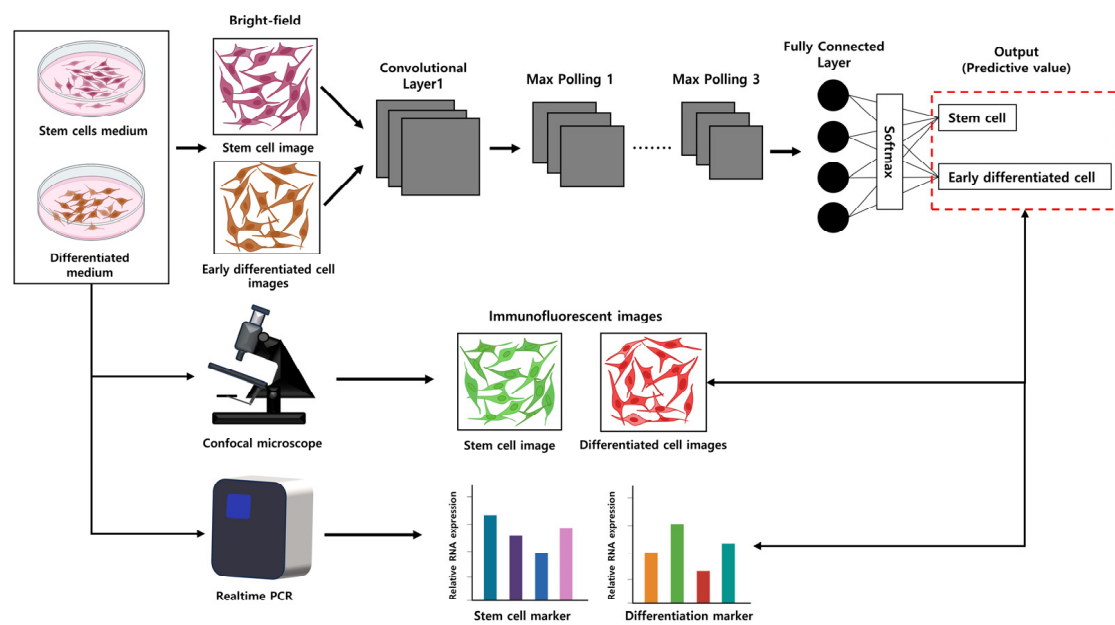 Stem cells medium
Differentiated
medium
Bright-field
Stem cell image
Early differentiated cell
images
Convolutional
Layer1
Max Polling 1
.......
Max Polling 3
Fully Connected
Layer
Softmax
Output
(Predictive value)
Stem cell
Early differentiated cell
Confocal microscope
Immunofluorescent images
Stem cell image
Differentiated cell images
Realtime PCR
Relative RNA expression
Stem cell marker
Relative RNA expression
Differentiation marker